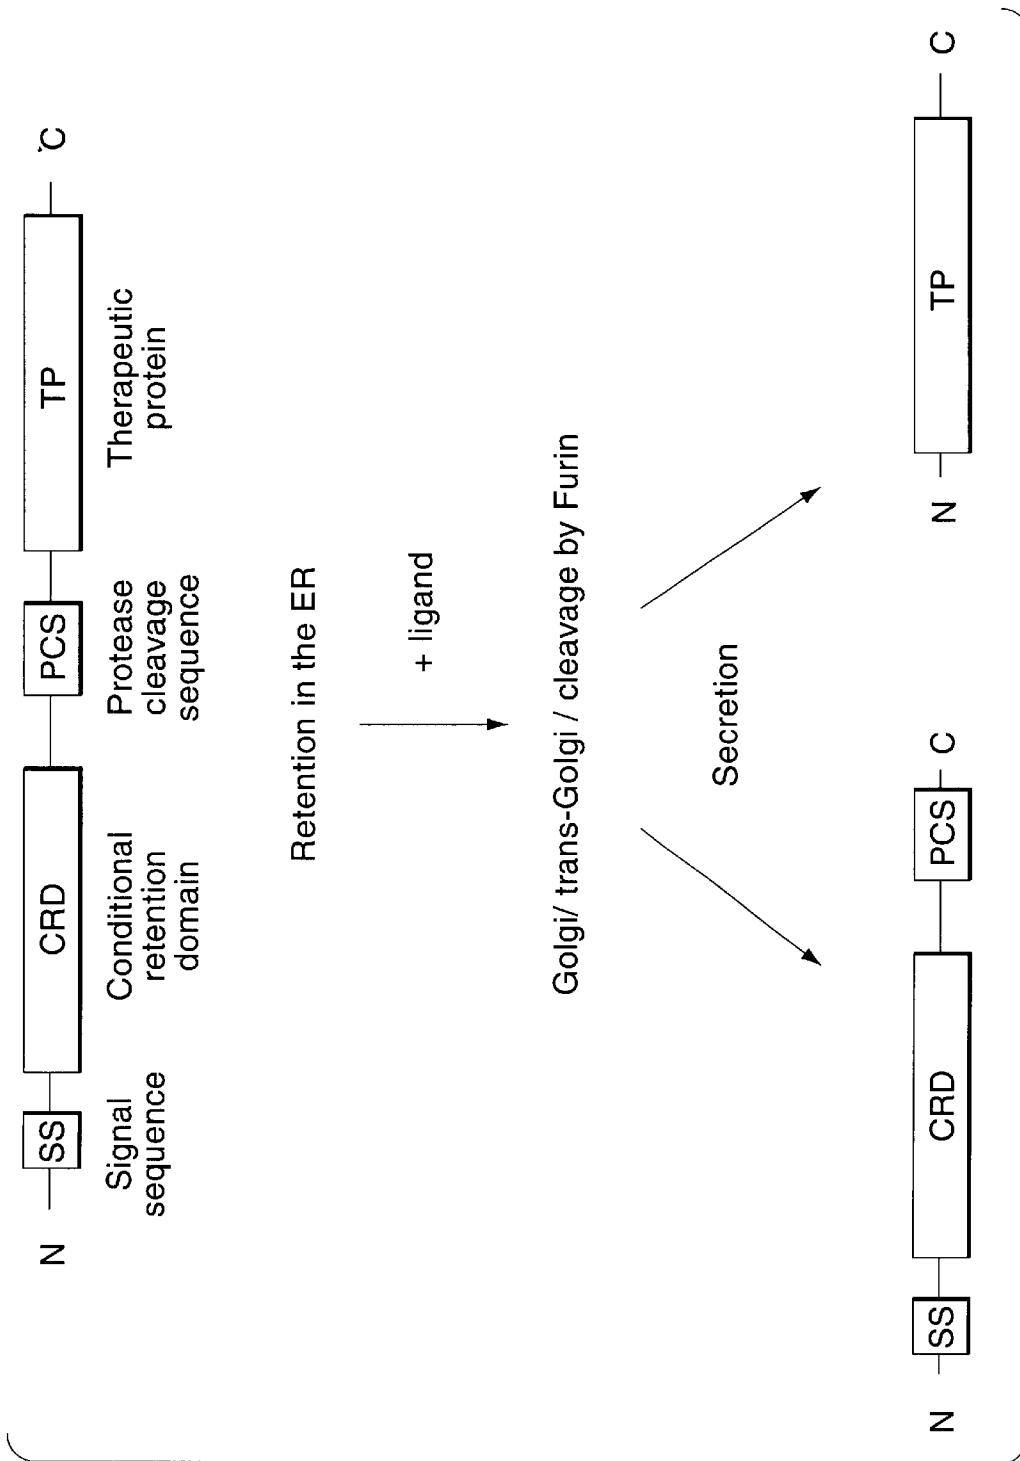 N SS CRD PCS TP C
Signal
sequence
Conditional
retention
domain
Protease
cleavage
sequence
Therapeutic
protein
Retention in the ER
+ ligand
Golgi/ trans-Golgi / cleavage by Furin
Secretion
N SS CRD PCS C
N TP C